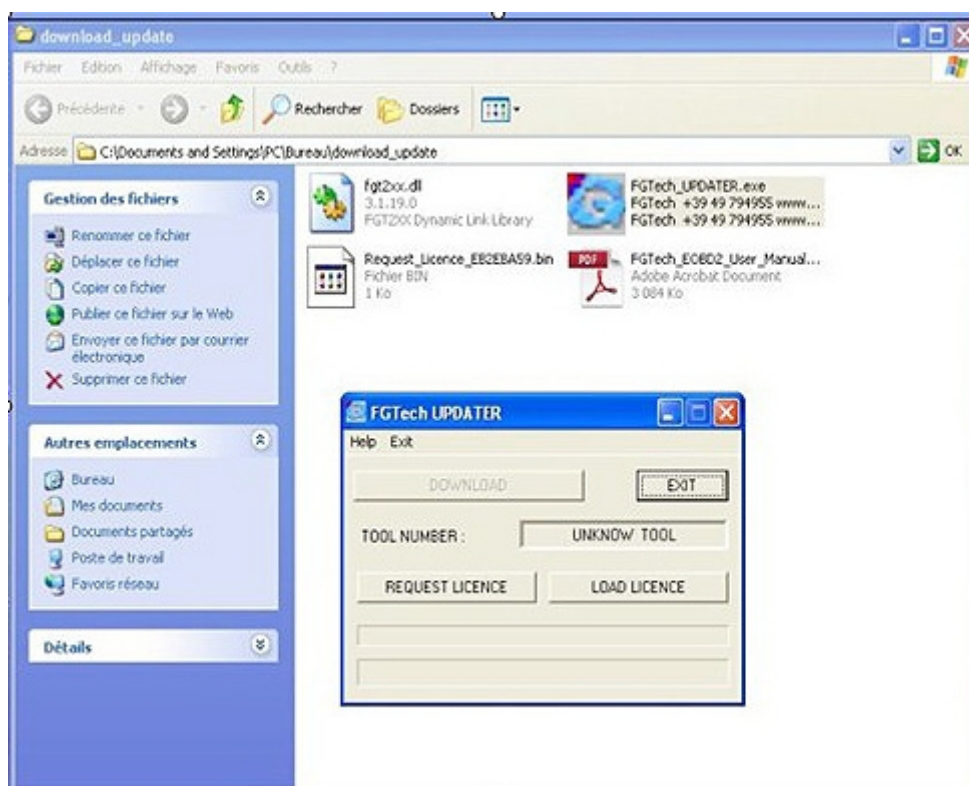 download_update
Fichier Edition Affichage Favoris Outils ?
Précédente Rechercher Dossiers
Adresse C:\Documents and Settings\PC\Bureau\download_update OK
Gestion des fichiers
Renommer ce fichier
Déplacer ce fichier
Copier ce fichier
Publier ce fichier sur le Web
Envoyer ce fichier par courrier
électronique
Supprimer ce fichier
Autres emplacements
Bureau
Mes documents
Documents partagés
Poste de travail
Favoris réseau
Détails
fgt2xx.dll
3.1.19.0
FGT2XX Dynamic Link Library
FGTech_UPDATER.exe
FGTech +39 49 794955 www...
FGTech +39 49 794955 www...
Request_Licence_EB2EBA59.bin
Fichier BIN
1 Ko
PDF
FGTech_EOBD2_User_Manual...
Adobe Acrobat Document
3 084 Ko
FGTech UPDATER
Help Exit
DOWNLOAD EXIT
TOOL NUMBER : UNKNOW TOOL
REQUEST LICENCE LOAD LICENCE